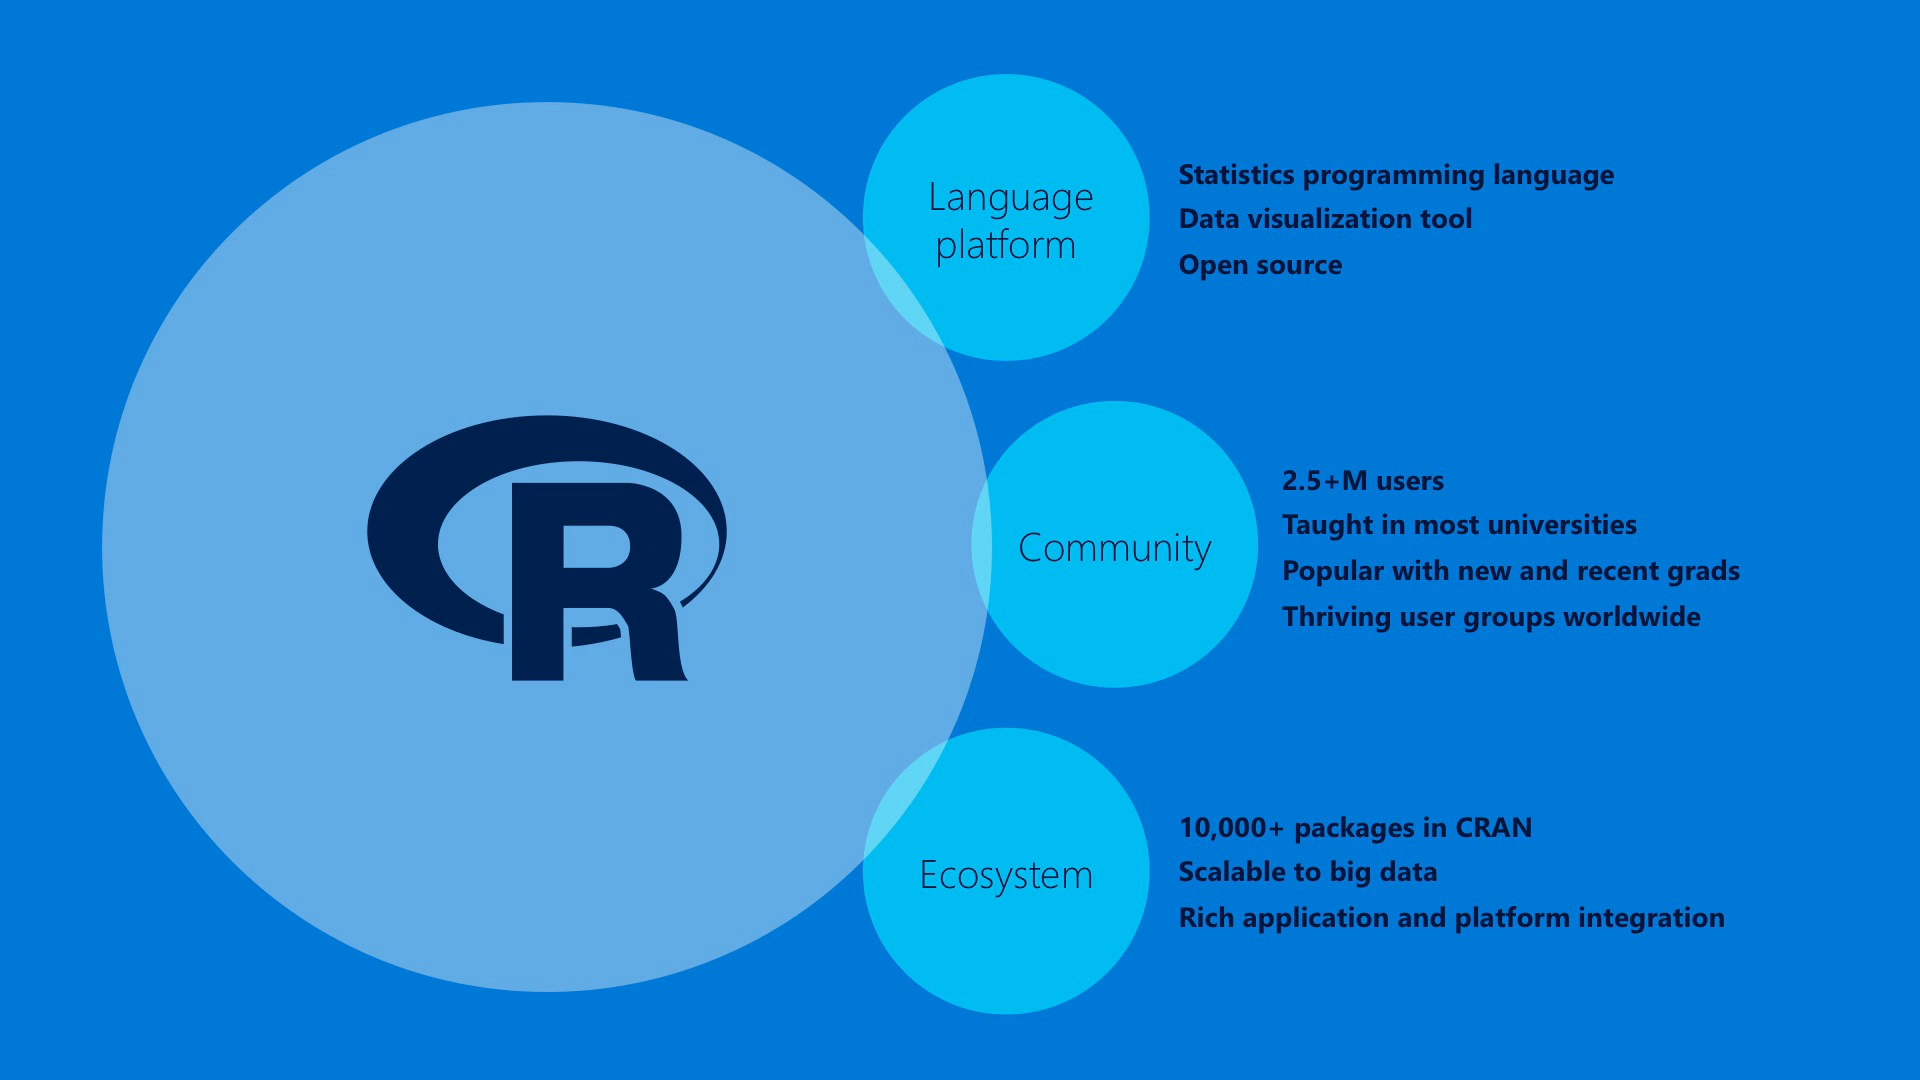 R
Language
platform
Statistics programming language
Data visualization tool
Open source
Community
2.5+M users
Taught in most universities
Popular with new and recent grads
Thriving user groups worldwide
Ecosystem
10,000+ packages in CRAN
Scalable to big data
Rich application and platform integration